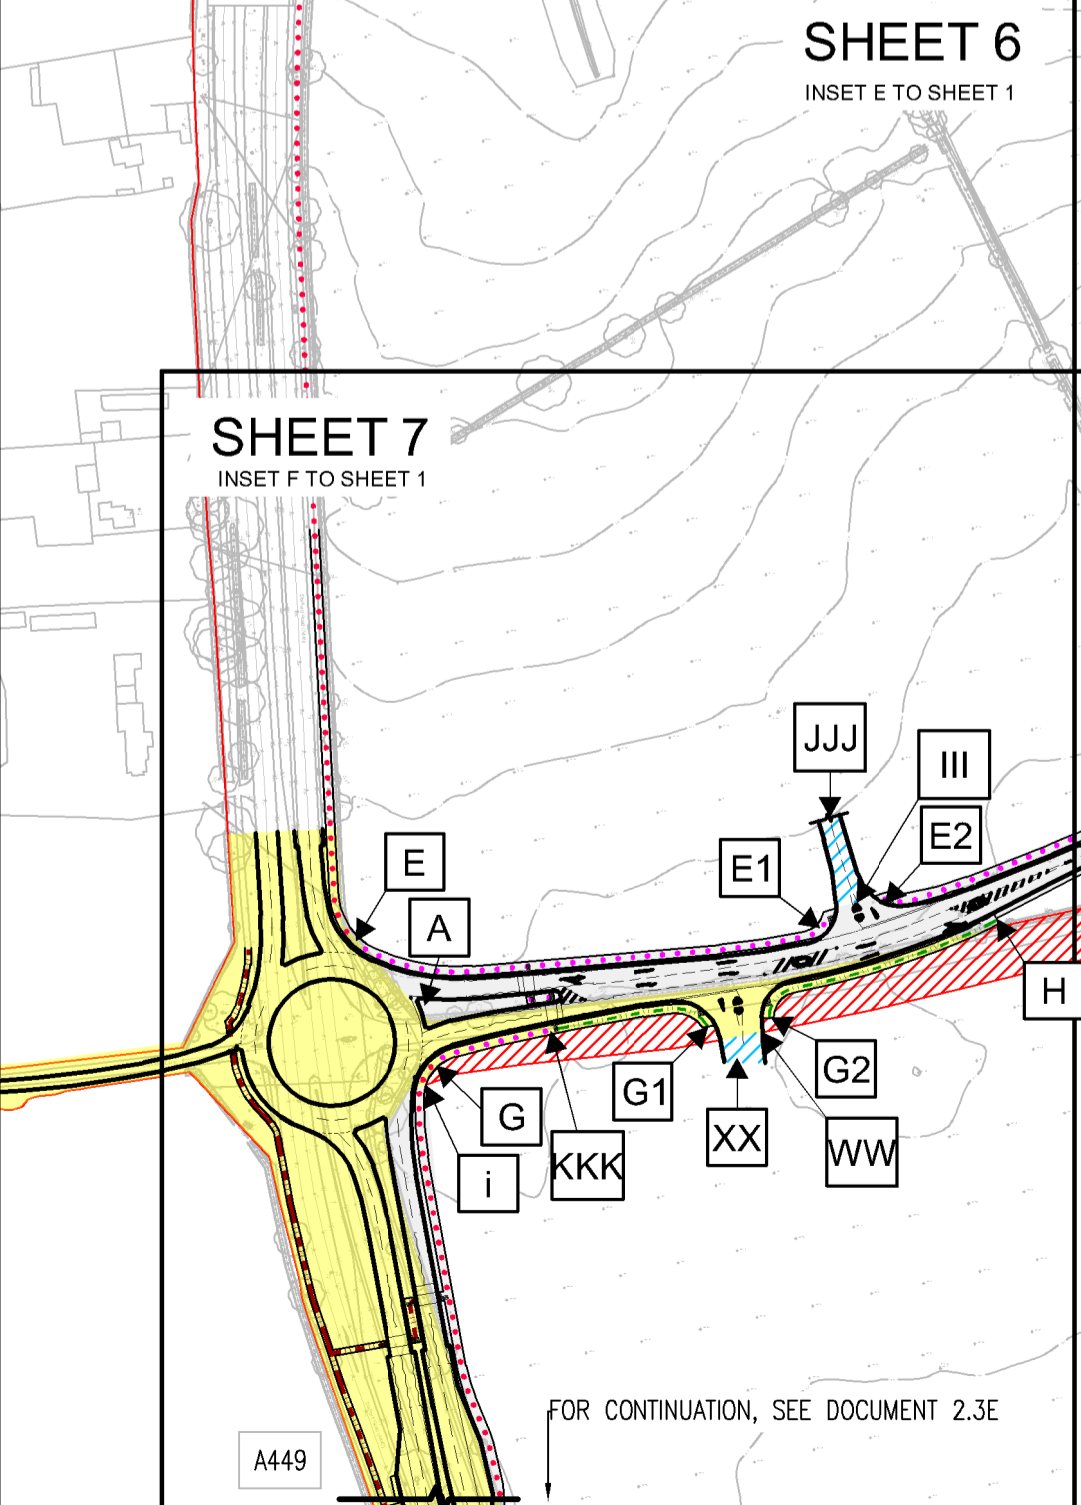 SHEET 6
INSET E TO SHEET 1
SHEET 7
INSET F TO SHEET 1
JJJ
III
E2
E1
E
A
H
G2
G1
G
XX
WW
KKK
i
FOR CONTINUATION, SEE DOCUMENT 2.3E
A449